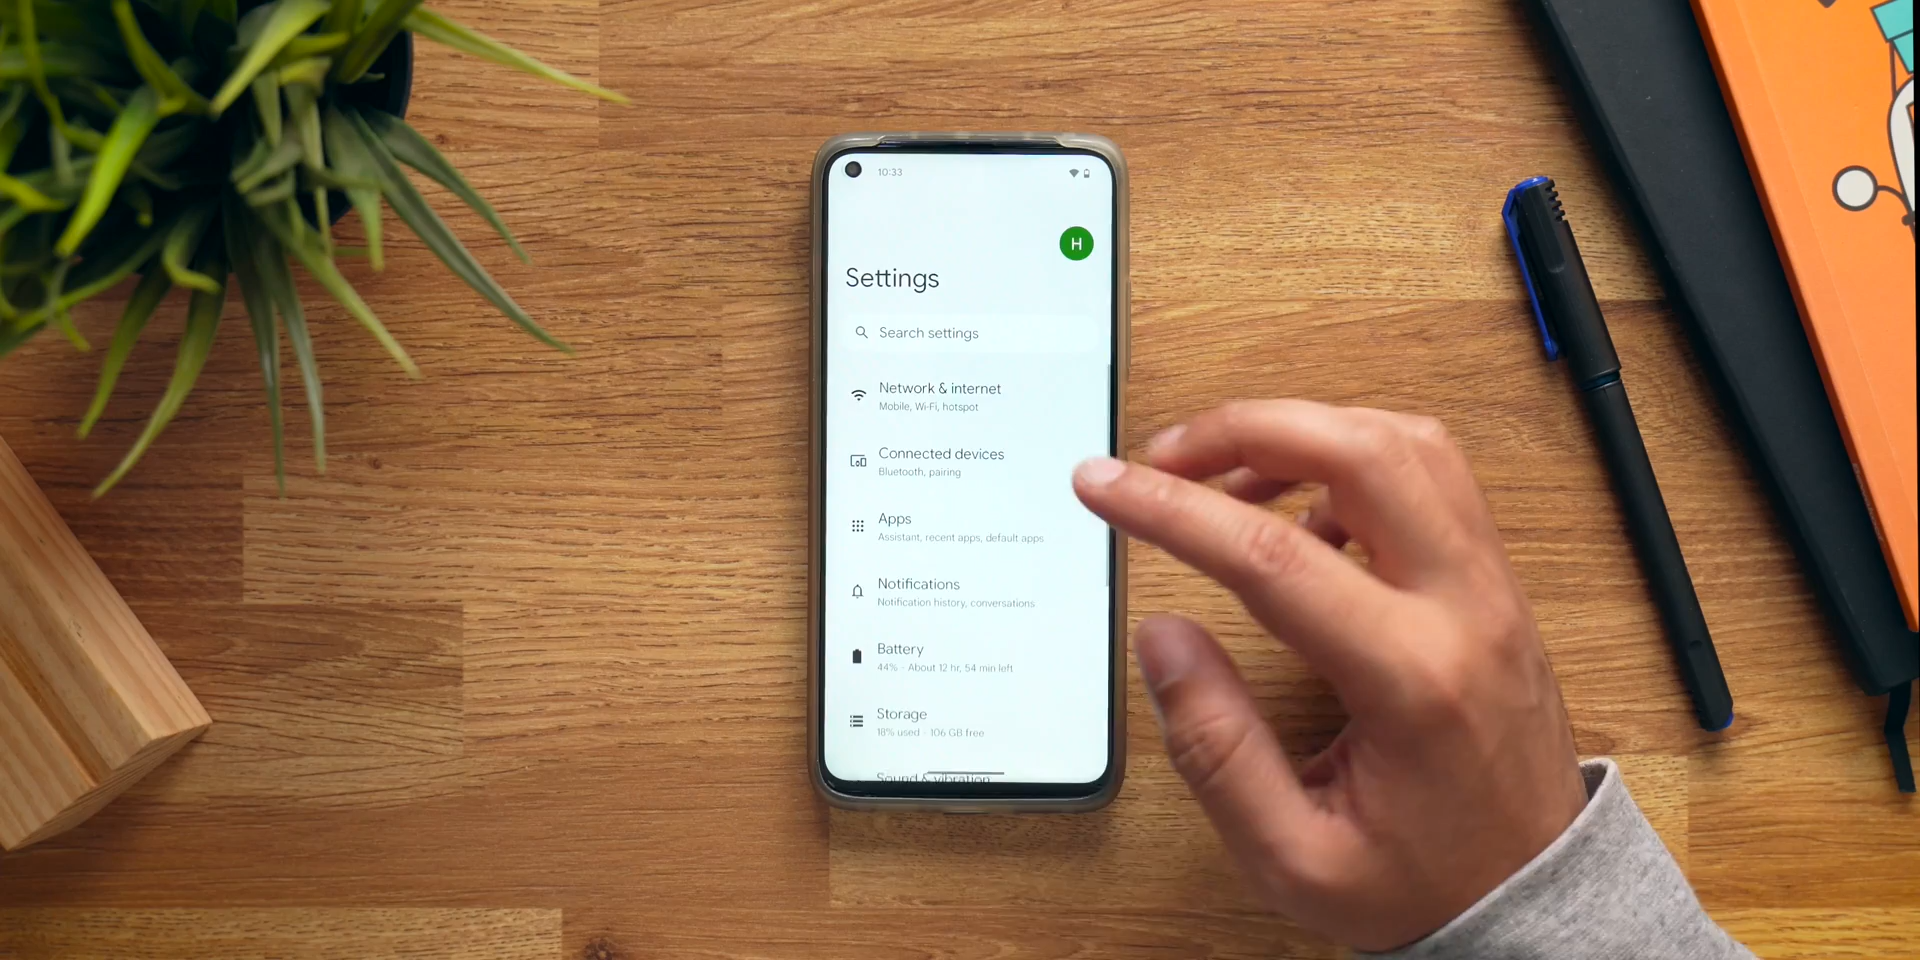 10:33
H
Settings
Search settings
Network & internet
Mobile, Wi-Fi, hotspot
Connected devices
Bluetooth, pairing
Apps
Assistant, recent apps, default apps
Notifications
Notification history, conversations
Battery
44% - About 12 hr, 54 min left
Storage
18% used - 106 GB free
Sound & vibration